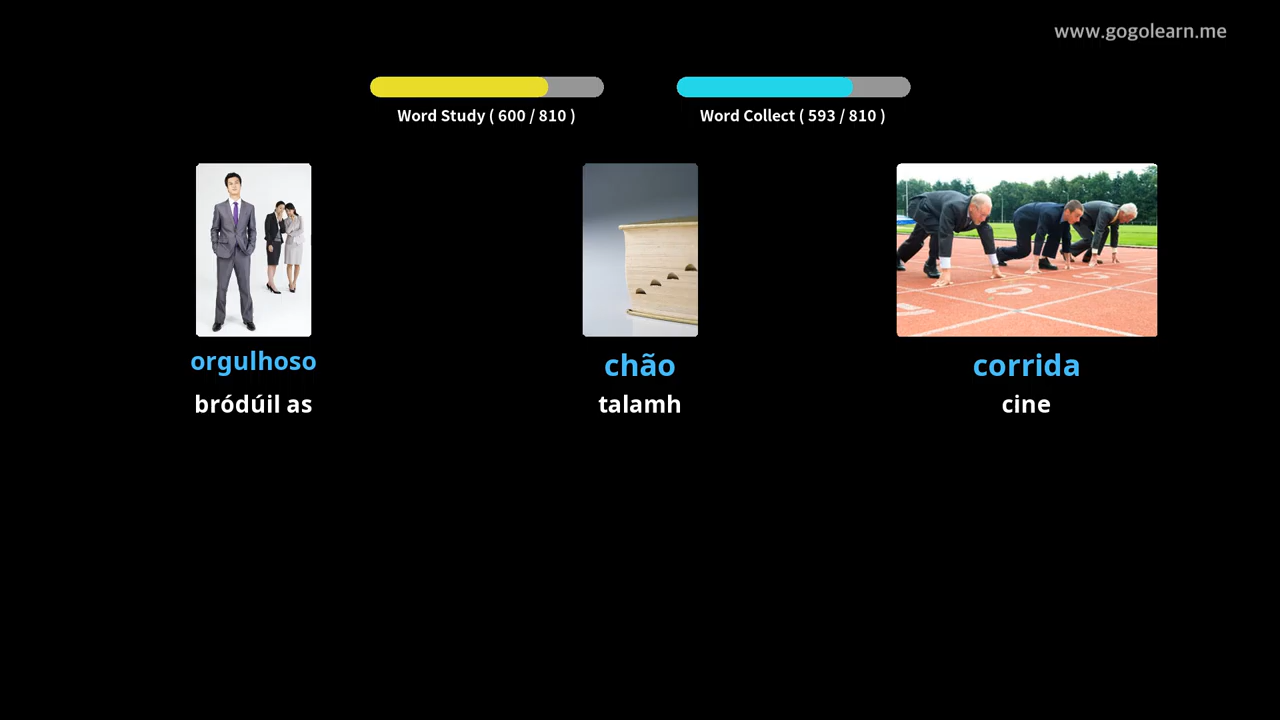 www.gogolearn.me
Word Study ( 600 / 810 )
Word Collect ( 593 / 810 )
orgulhoso
bródúil as
chão
talamh
corrida
cine